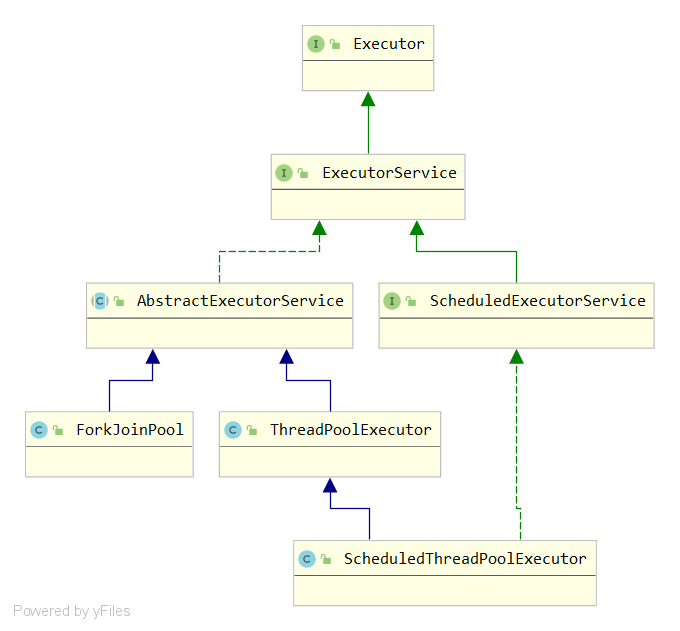 I Executor
I ExecutorService
C AbstractExecutorService
I ScheduledExecutorService
C ForkJoinPool
C ThreadPoolExecutor
C ScheduledThreadPoolExecutor
Powered by yFiles